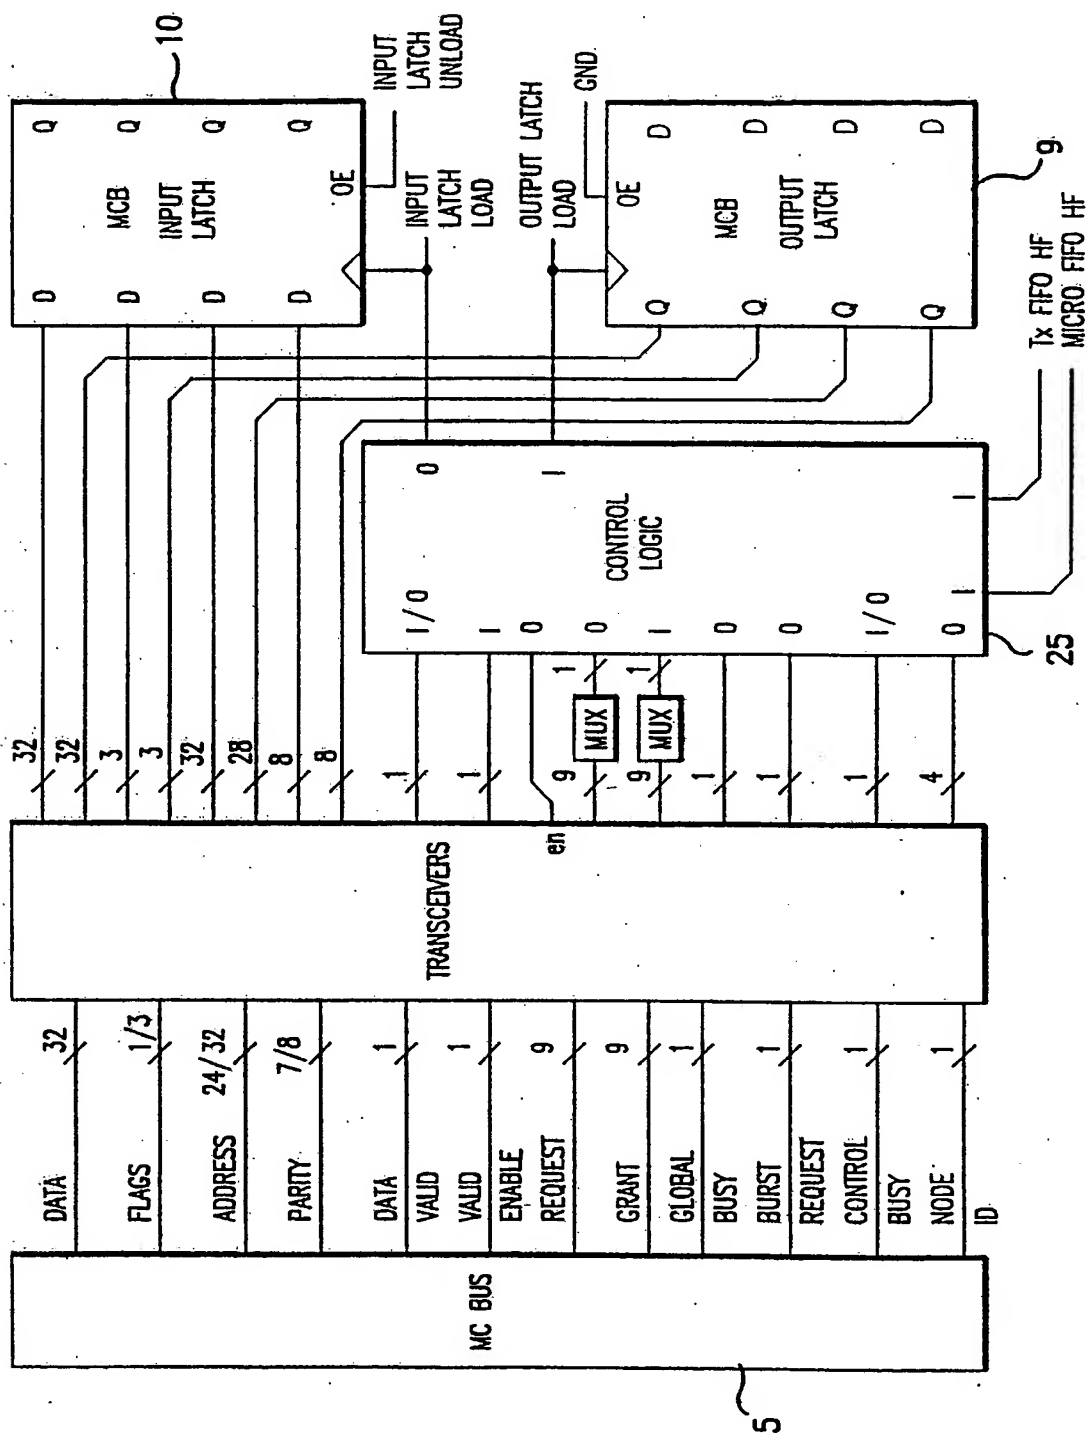 MC BUS
5
DATA
32
FLAGS
1/3
ADDRESS
24/32
PARITY
7/8
DATA
VALID
1
VALID
ENABLE
1
REQUEST
9
GRANT
9
GLOBAL
BUSY
1
BURST
REQUEST
1
CONTROL
BUSY
1
NODE
ID
1
TRANSCEIVERS
en
32
32
3
3
32
28
8
8
1
1
9
9
1
1
1
4
MUX
1
MUX
1
I/O
I
O
O
I
O
O
I/O
O
CONTROL
LOGIC
O
I
I
I
25
D
D
D
D
MCB
INPUT
LATCH
Q
Q
Q
Q
OE
10
INPUT
LATCH
UNLOAD
INPUT
LATCH
LOAD
OUTPUT LATCH
LOAD
GND.
OE
Q
Q
Q
Q
MCB
OUTPUT
LATCH
D
D
D
D
9
Tx FIFO HF
MICRO FIFO HF